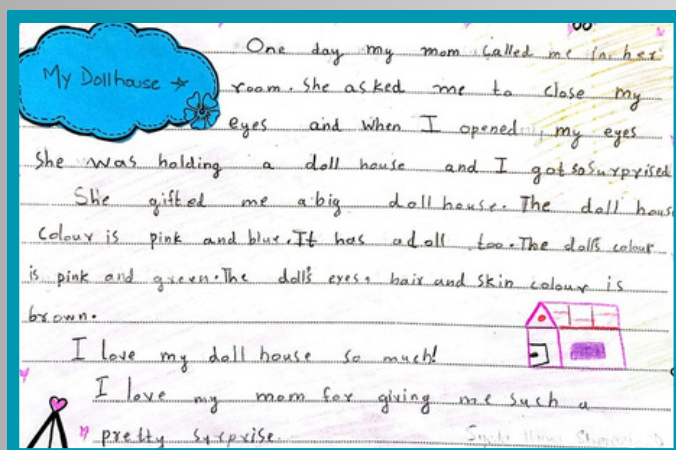 My Dollhouse
One day my mom called me in her
room. She asked me to close my
eyes and when I opened, my eyes
She was holding a doll house and I got so surprised
She gifted me a big doll house. The doll house
colour is pink and blue. It has a doll too. The doll's colour
is pink and green. The doll's eyes, hair and skin colour is
brown.
I love my doll house so much!
I love my mom for giving me such a
pretty syrprise.